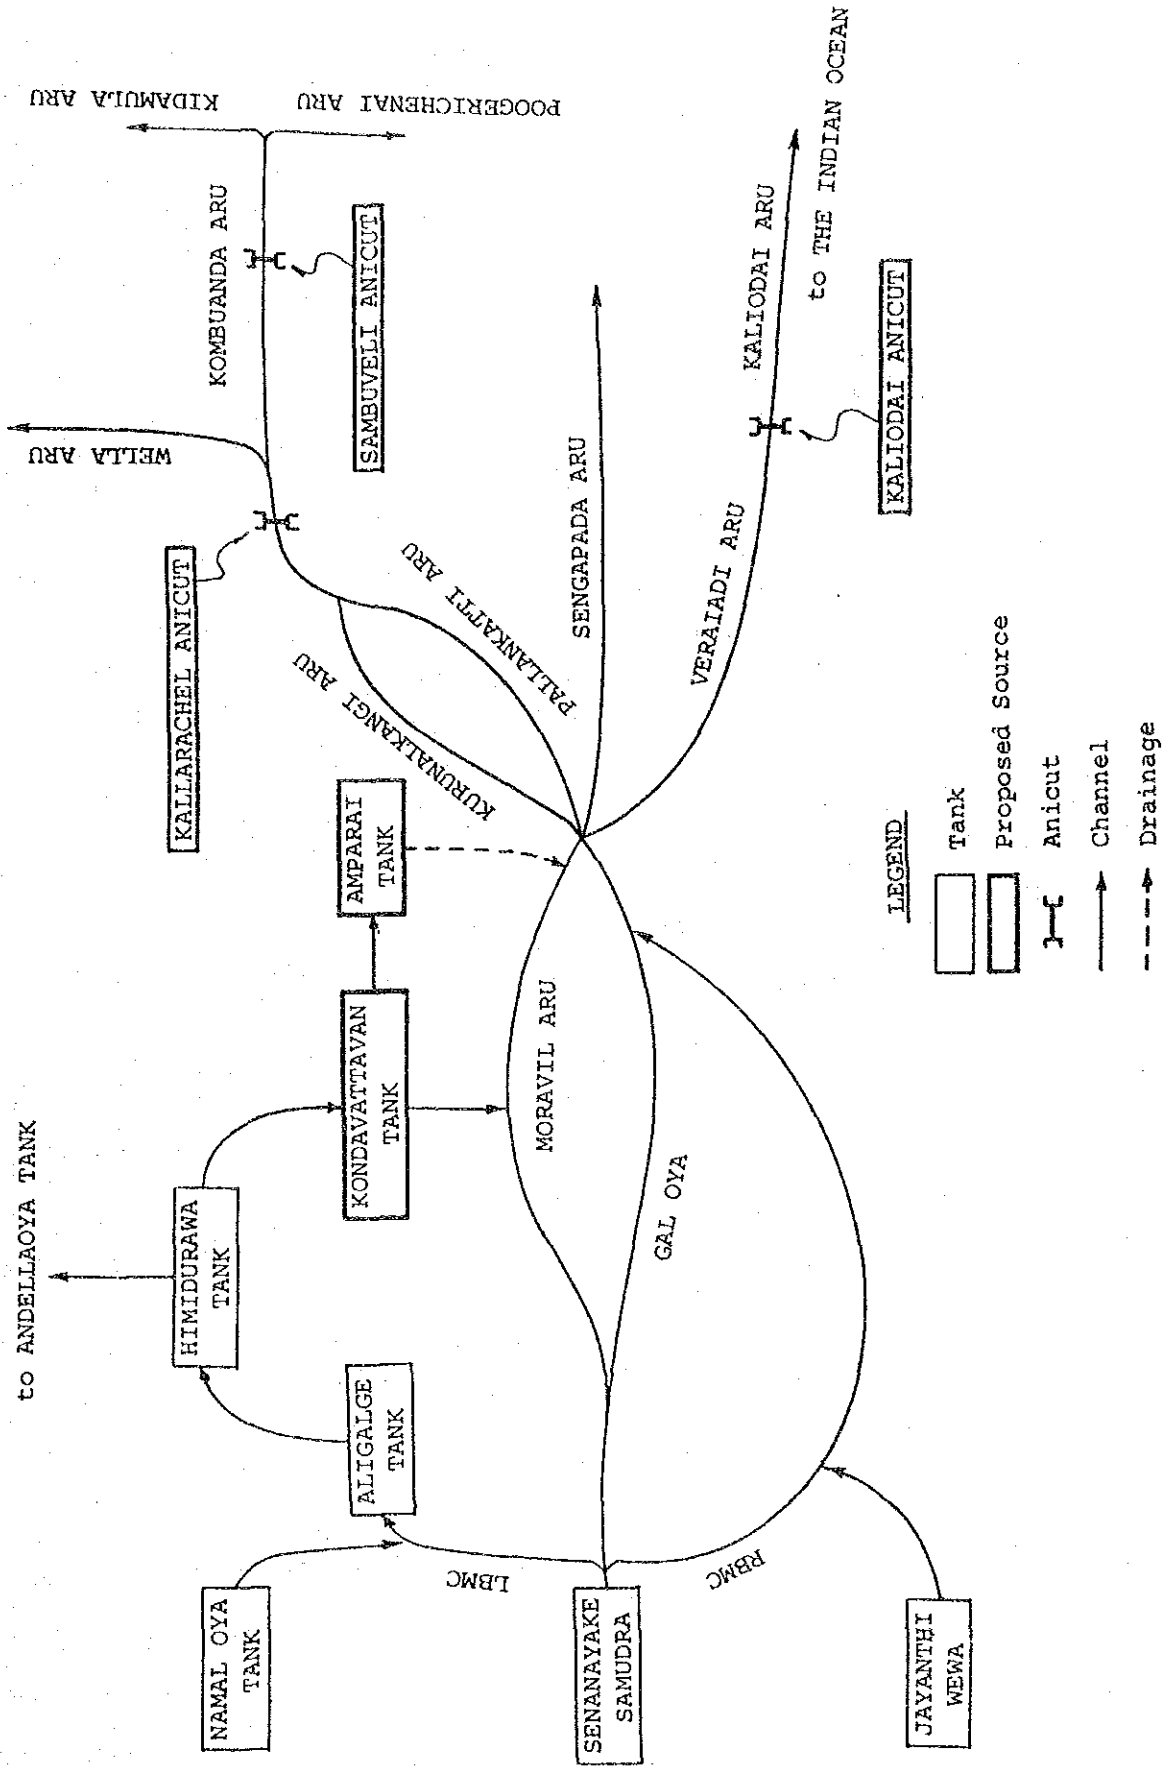 to ANDELLAOYA TANK
NAMAL OYA
TANK
ALIGALGE
TANK
HIMIDURAWA
TANK
KONDAVATTAVAN
TANK
AMPARAI
TANK
LBMC
SENANAYAKE
SAMUDRA
RBMC
JAYANTHI
WEWA
MORAVIL ARU
GAL OYA
KURUNALKANGI ARU
PALLANKATTI ARU
KALLARACHEL ANICUT
WELLA ARU
KOMBUANDA ARU
SAMBUVELI ANICUT
KIDAMULA ARU
POOGERICHENAI ARU
SENGAPADA ARU
VERAIADI ARU
KALIODAI ARU
to THE INDIAN OCEAN
KALIODAI ANICUT
LEGEND
Tank
Proposed Source
Anicut
Channel
Drainage